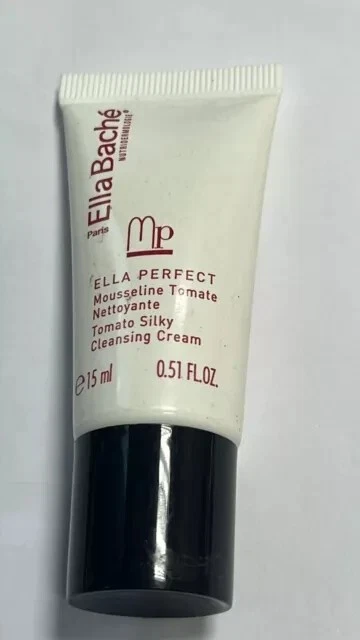 Ella Baché
NUTRIDERMOLOGIE®
Paris
mp
ELLA PERFECT
Mousseline Tomate
Nettoyante
Tomato Silky
Cleansing Cream
℮15 ml 0.51 FL.OZ.